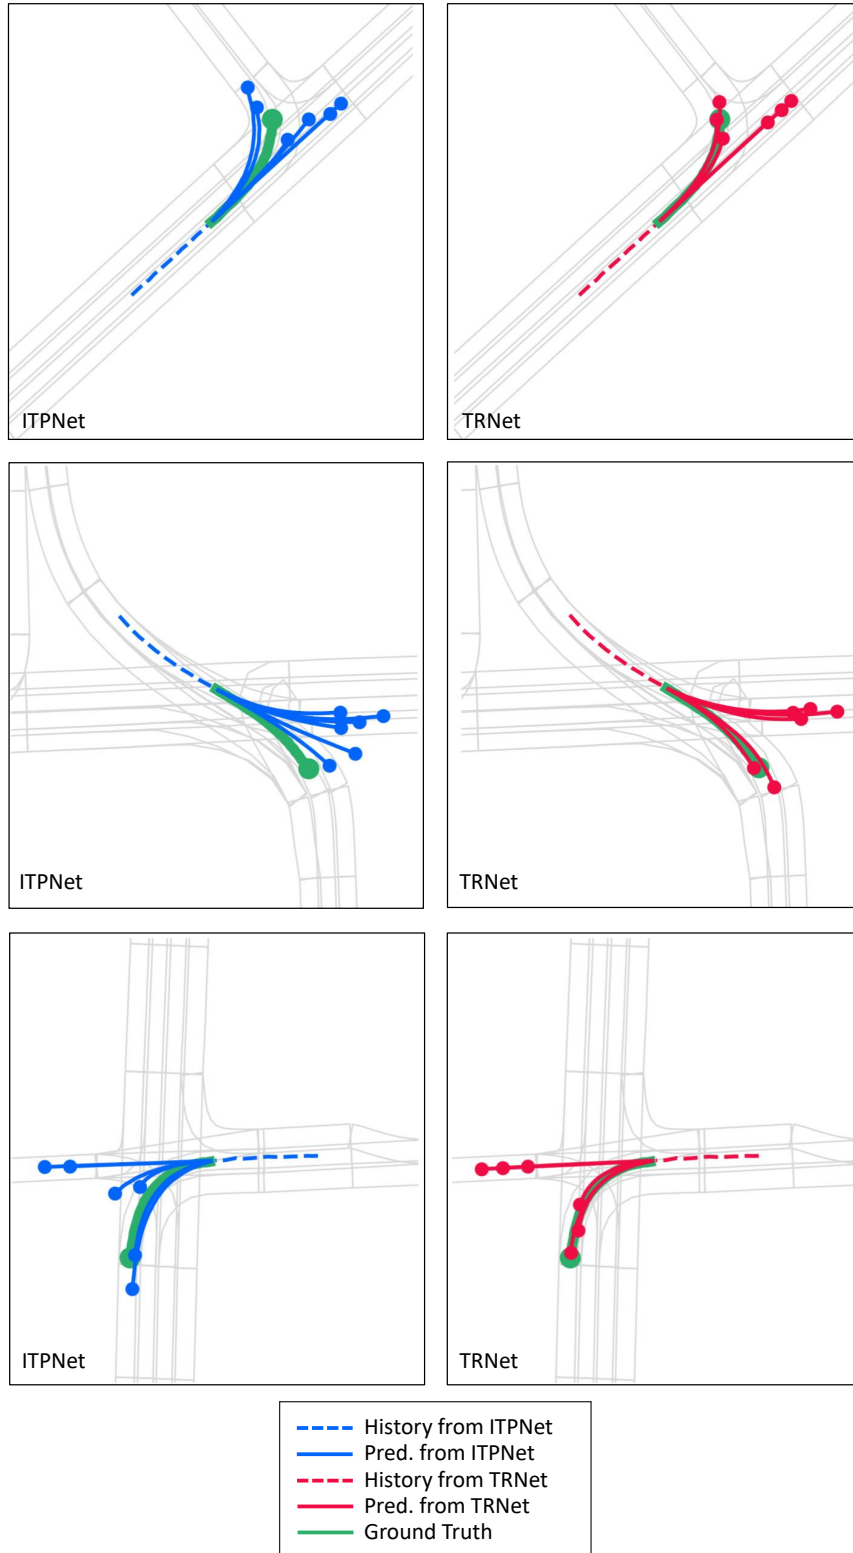 ITPNet
TRNet
ITPNet
TRNet
ITPNet
TRNet
History from ITPNet
Pred. from ITPNet
History from TRNet
Pred. from TRNet
Ground Truth